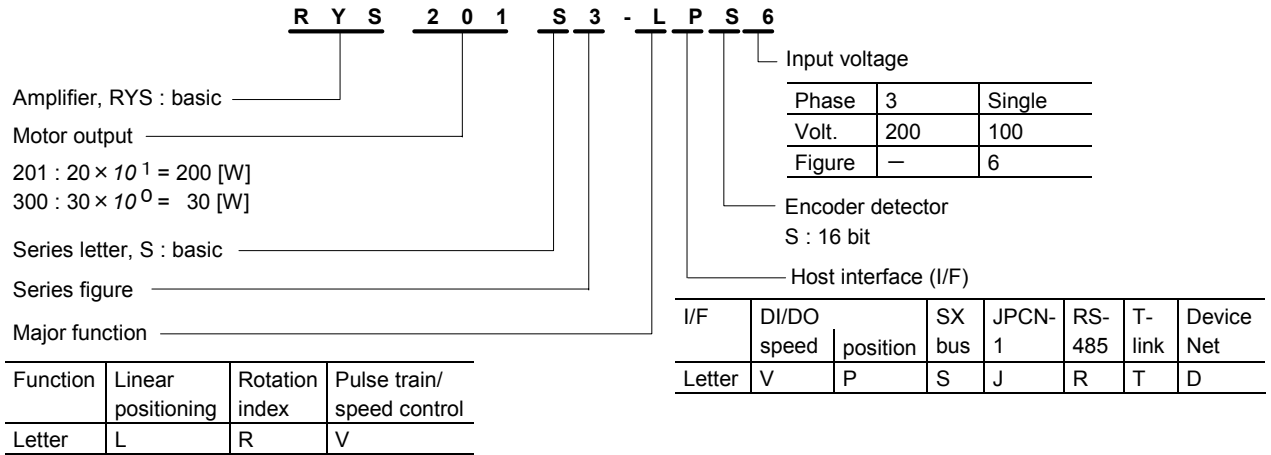 R Y S 2 0 1 S 3 - L P S 6
Input voltage
Phase 3 Single
Volt. 200 100
Figure — 6
Amplifier, RYS : basic
Motor output
201 : 20 × 10 1 = 200 [W]
300 : 30 × 10 0 = 30 [W]
Encoder detector
S : 16 bit
Series letter, S : basic
Host interface (I/F)
Series figure
Major function
I/F DI/DO SX JPCN- RS- T- Device
speed position bus 1 485 link Net
Letter V P S J R T D
Function Linear Rotation Pulse train/
positioning index speed control
Letter L R V